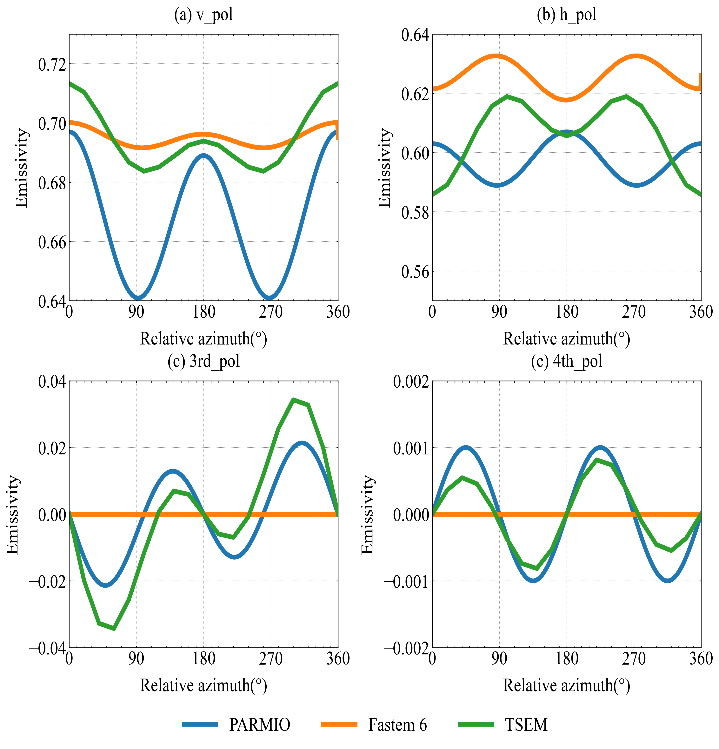 (a) v_pol
(b) h_pol
Emissivity
0.72
0.70
0.68
0.66
0.64
0 90 180 270 360
Relative azimuth(°)
Emissivity
0.64
0.62
0.60
0.58
0.56
0 90 180 270 360
Relative azimuth(°)
(c) 3rd_pol
(c) 4th_pol
Emissivity
0.04
0.02
0.00
−0.02
−0.04
0 90 180 270 360
Relative azimuth(°)
Emissivity
0.002
0.001
0.000
−0.001
−0.002
0 90 180 270 360
Relative azimuth(°)
PARMIO Fastem 6 TSEM